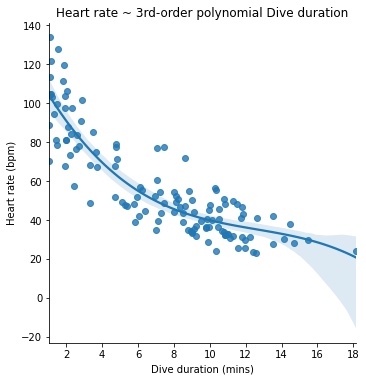 Heart rate ~ 3rd-order polynomial Dive duration
140
120
100
80
60
40
20
0
−20
Heart rate (bpm)
2 4 6 8 10 12 14 16 18
Dive duration (mins)